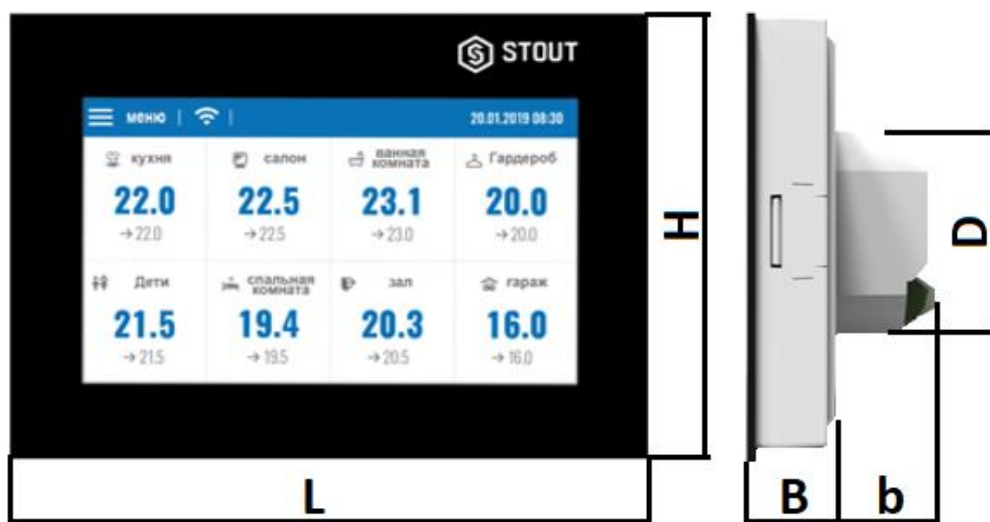 STOUT
меню | |
20.01.2019 08:30
кухня
салон
ванная
комната
Гардероб
22.0
22.5
23.1
20.0
→22.0
→22.5
→23.0
→20.0
Дети
спальная
комната
зал
гараж
21.5
19.4
20.3
16.0
→21.5
→19.5
→20.5
→16.0
H
D
L
B
b